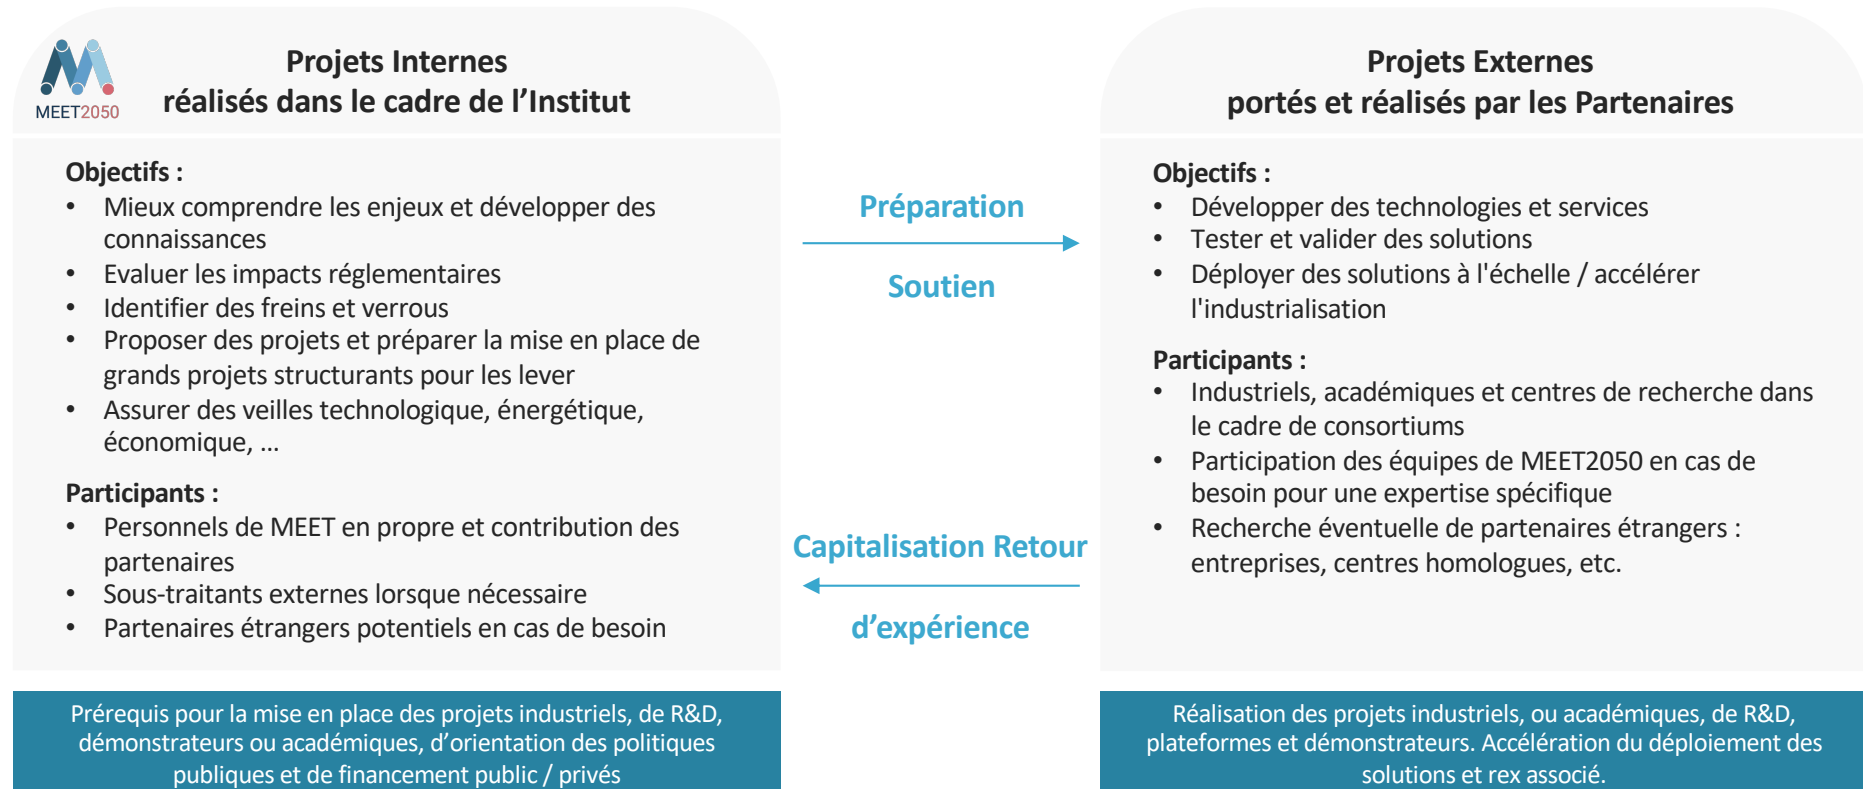 MEET2050
Projets Internes
réalisés dans le cadre de l’Institut
Objectifs :
• Mieux comprendre les enjeux et développer des
connaissances
• Evaluer les impacts réglementaires
• Identifier des freins et verrous
• Proposer des projets et préparer la mise en place de
grands projets structurants pour les lever
• Assurer des veilles technologique, énergétique,
économique, …
Participants :
• Personnels de MEET en propre et contribution des
partenaires
• Sous-traitants externes lorsque nécessaire
• Partenaires étrangers potentiels en cas de besoin
Prérequis pour la mise en place des projets industriels, de R&D,
démonstrateurs ou académiques, d’orientation des politiques
publiques et de financement public / privés
Préparation
Soutien
Capitalisation Retour
d’expérience
Projets Externes
portés et réalisés par les Partenaires
Objectifs :
• Développer des technologies et services
• Tester et valider des solutions
• Déployer des solutions à l'échelle / accélérer
l'industrialisation
Participants :
• Industriels, académiques et centres de recherche dans
le cadre de consortiums
• Participation des équipes de MEET2050 en cas de
besoin pour une expertise spécifique
• Recherche éventuelle de partenaires étrangers :
entreprises, centres homologues, etc.
Réalisation des projets industriels, ou académiques, de R&D,
plateformes et démonstrateurs. Accélération du déploiement des
solutions et rex associé.